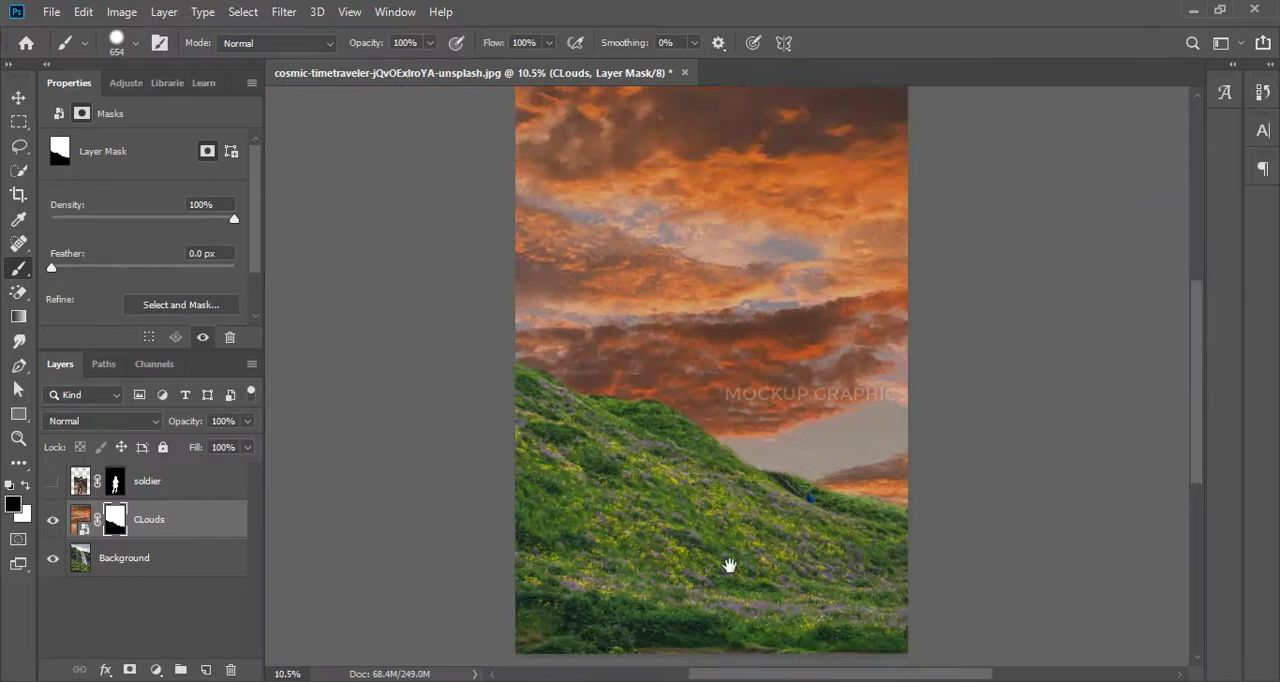 Ps File Edit Image Layer Type Select Filter 3D View Window Help
654 Mode: Normal Opacity: 100% Flow: 100% Smoothing: 0%
cosmic-timetraveler-jQvOExlroYA-unsplash.jpg @ 10.5% (CLouds, Layer Mask/8) *
Properties Adjustn Librarie Learn
Masks
Layer Mask
Density: 100%
Feather: 0.0 px
Refine: Select and Mask...
Layers Paths Channels
Kind
Normal Opacity: 100%
Lock: Fill: 100%
soldier
CLouds
Background
MOCKUP GRAPHICS
10.5% Doc: 68.4M/249.0M